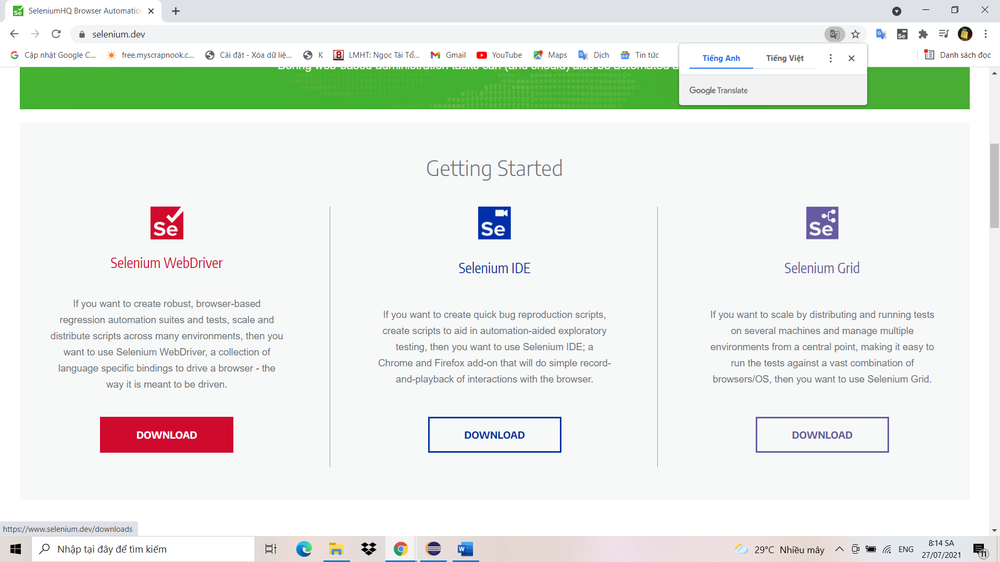 SeleniumHQ Browser Automation
selenium.dev
Cập nhật Google C...
free.myscrapnook.c...
Cài đặt - Xóa dữ liệ...
K
8
LMHT: Ngọc Tái Tổ...
Gmail
YouTube
Maps
Dịch
Tin tức
Danh sách đọc
Tiếng Anh
Tiếng Việt
Google Translate
Getting Started
Se
Selenium WebDriver
If you want to create robust, browser-based
regression automation suites and tests, scale and
distribute scripts across many environments, then you
want to use Selenium WebDriver, a collection of
language specific bindings to drive a browser - the
way it is meant to be driven.
DOWNLOAD
Se
Selenium IDE
If you want to create quick bug reproduction scripts,
create scripts to aid in automation-aided exploratory
testing, then you want to use Selenium IDE; a
Chrome and Firefox add-on that will do simple record-
and-playback of interactions with the browser.
DOWNLOAD
Se
Selenium Grid
If you want to scale by distributing and running tests
on several machines and manage multiple
environments from a central point, making it easy to
run the tests against a vast combination of
browsers/OS, then you want to use Selenium Grid.
DOWNLOAD
https://www.selenium.dev/downloads
Nhập tại đây để tìm kiếm
29°C Nhiều mây
ENG
8:14 SA
27/07/2021
11